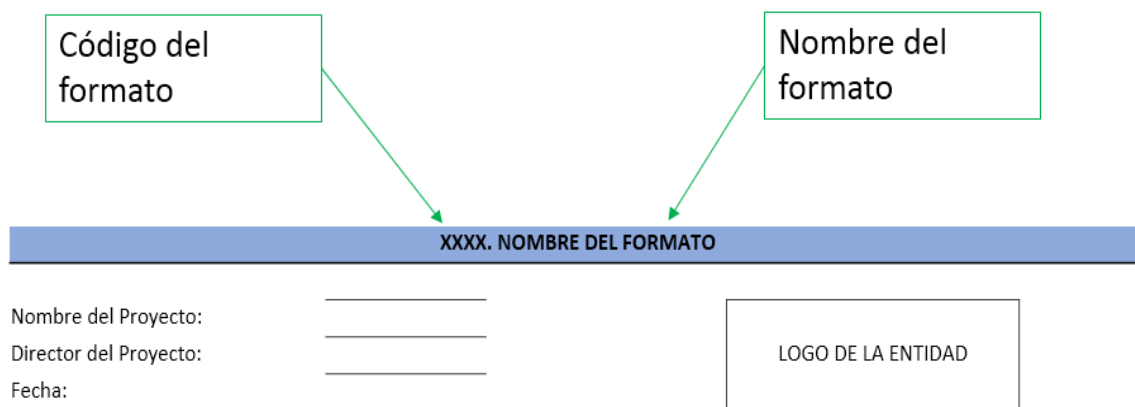 Código del
formato
Nombre del
formato
XXXX. NOMBRE DEL FORMATO
Nombre del Proyecto:
Director del Proyecto:
LOGO DE LA ENTIDAD
Fecha: